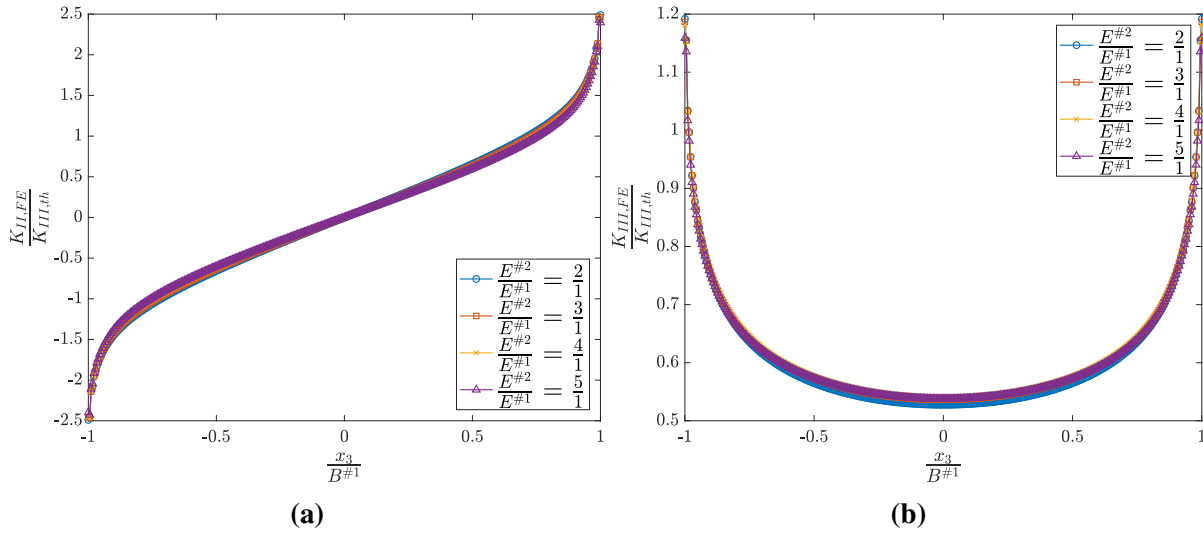 2.5
2
1.5
1
0.5
0
-0.5
-1
-1.5
-2
-2.5
-1 -0.5 0 0.5 1
K_{II,FE}
K_{III,th}
x_3
B^{#1}
E^{#2}/E^{#1} = 2/1
E^{#2}/E^{#1} = 3/1
E^{#2}/E^{#1} = 4/1
E^{#2}/E^{#1} = 5/1
(a)
1.2
1.1
1
0.9
0.8
0.7
0.6
0.5
-1 -0.5 0 0.5 1
K_{III,FE}
K_{III,th}
x_3
B^{#1}
E^{#2}/E^{#1} = 2/1
E^{#2}/E^{#1} = 3/1
E^{#2}/E^{#1} = 4/1
E^{#2}/E^{#1} = 5/1
(b)